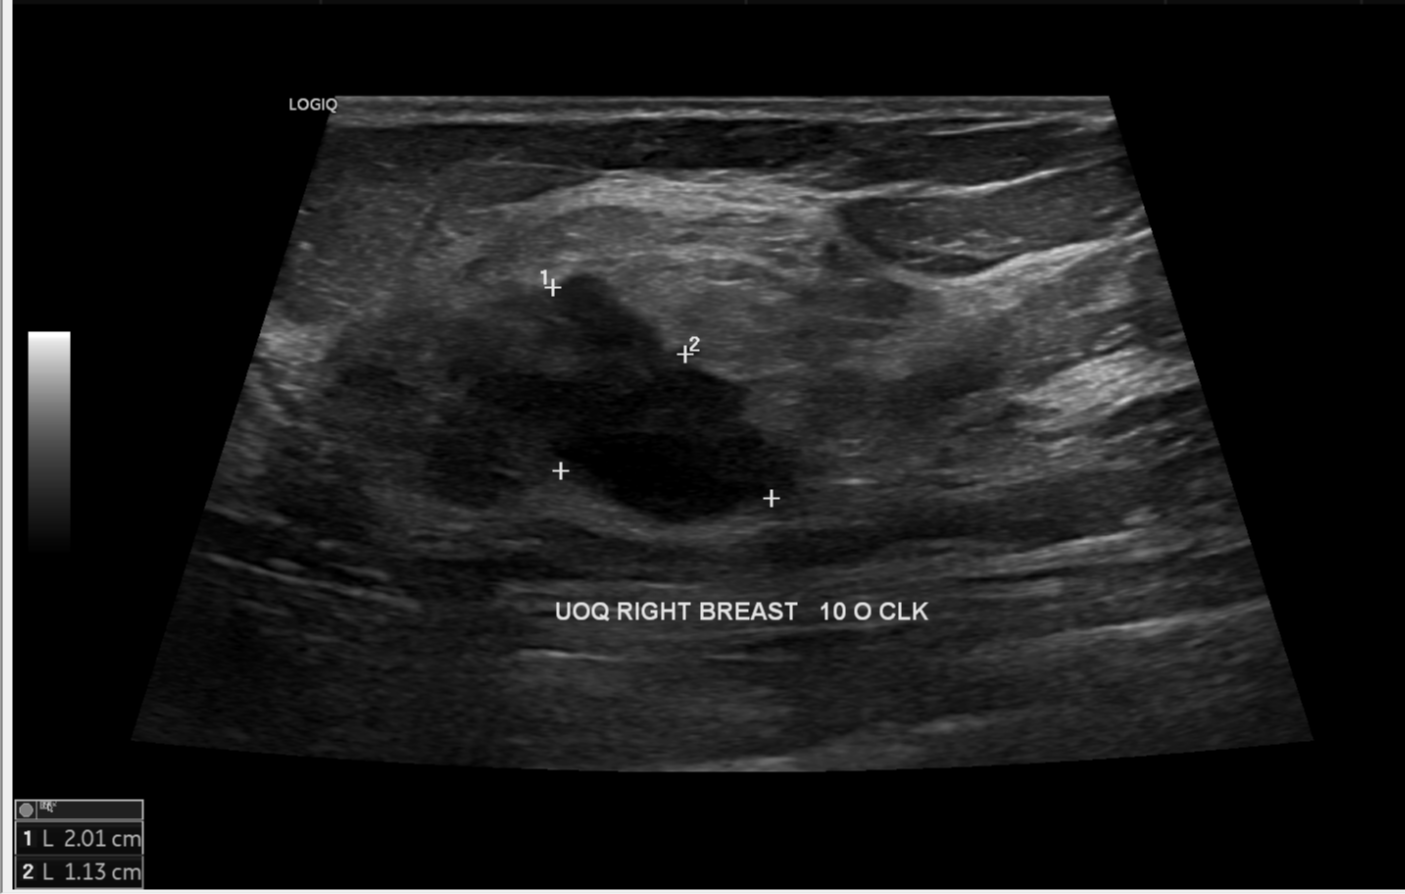 LOGIQ
1
2
UOQ RIGHT BREAST 10 O CLK
1 L 2.01 cm
2 L 1.13 cm